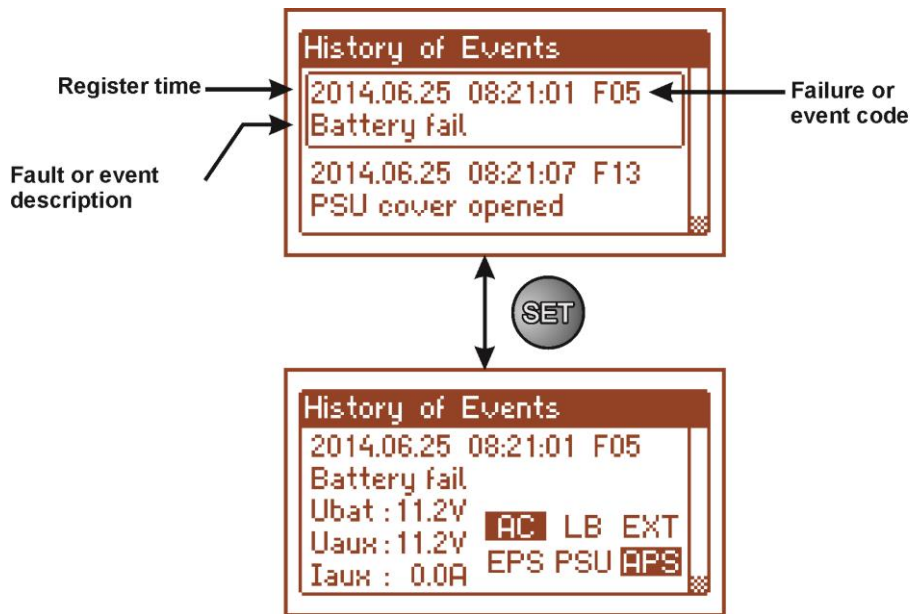 History of Events
Register time
2014.06.25 08:21:01 F05
Failure or
event code
Battery fail
Fault or event
description
2014.06.25 08:21:07 F13
PSU cover opened
SET
History of Events
2014.06.25 08:21:01 F05
Battery fail
Ubat :11.2V
AC LB EXT
Uaux:11.2V
EPS PSU APS
Iaux : 0.0A